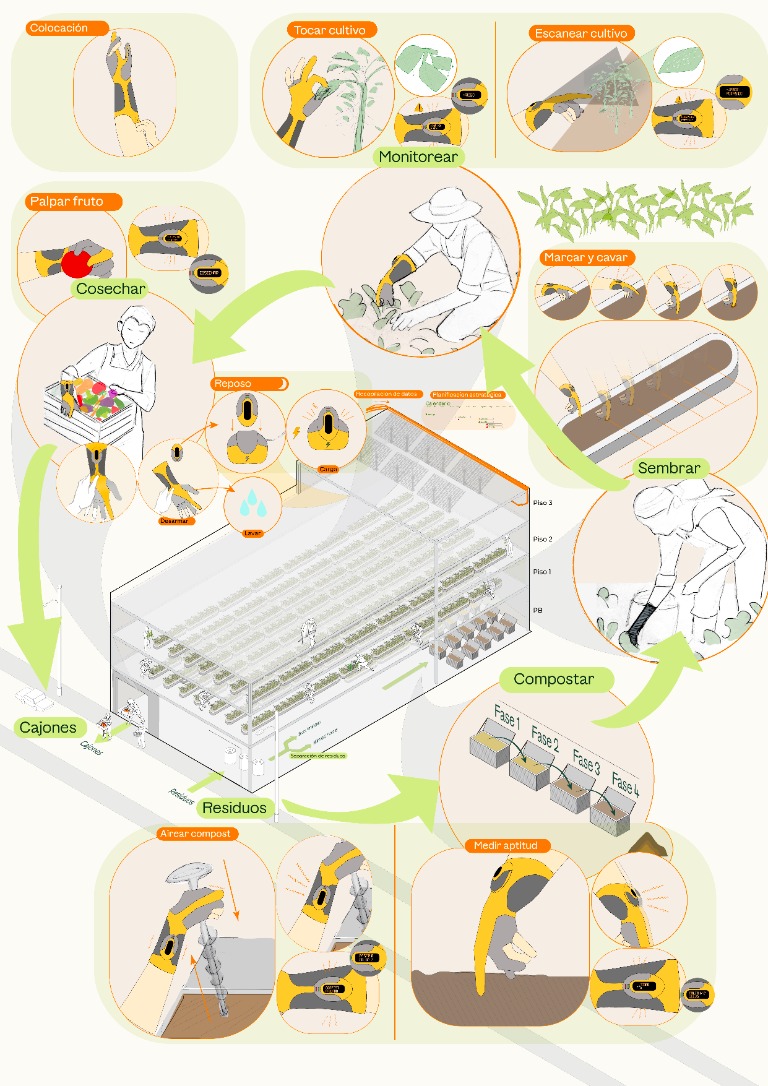 Colocación
Tocar cultivo
Escanear cultivo
Monitorear
Palpar fruto
Cosechar
Marcar y cavar
Reposo
Recopilación de datos
Planificación estratégica
Carga
Desarmar
Lavar
Sembrar
Piso 3
Piso 2
Piso 1
PB
Compostar
Fase 1
Fase 2
Fase 3
Fase 4
Cajones
Cajones
Separación de residuos
Residuos
Residuos
Airear compost
Medir aptitud